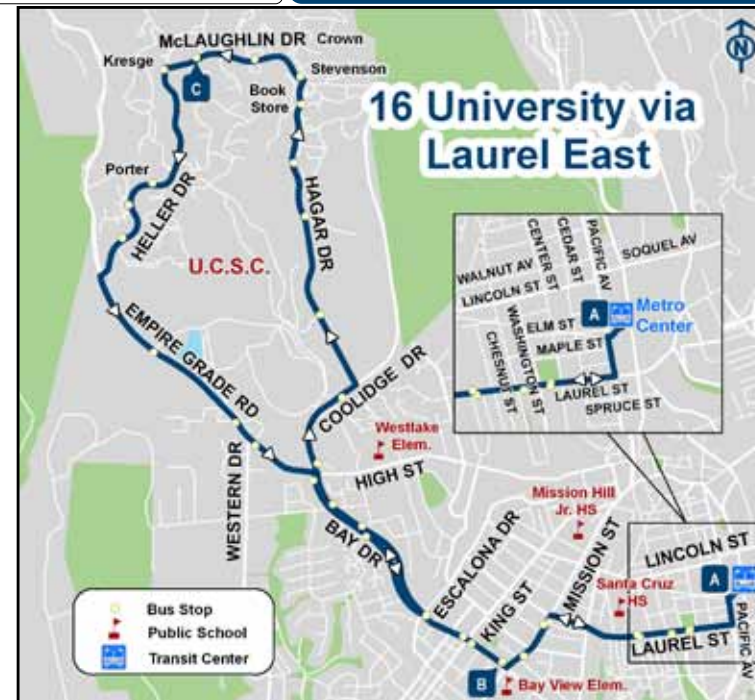 McLAUGHLIN DR
Crown
Kresge
Stevenson
C
Book
Store
16 University via
Laurel East
N
Porter
HELLER DR
HAGAR DR
U.C.S.C.
CENTER ST
CEDAR ST
PACIFIC AV
SOQUEL AV
WALNUT AV
LINCOLN ST
A
Metro
Center
ELM ST
MAPLE ST
WASHINGTON ST
CHESNUT ST
LAUREL ST
SPRUCE ST
EMPIRE GRADE RD
COOLIDGE DR
Westlake
Elem.
WESTERN DR
HIGH ST
Mission Hill
Jr. HS
BAY DR
ESCALONA DR
KING ST
MISSION ST
LINCOLN ST
A
Santa Cruz
HS
LAUREL ST
PACIFIC AV
B
Bay View Elem.
Bus Stop
Public School
Transit Center